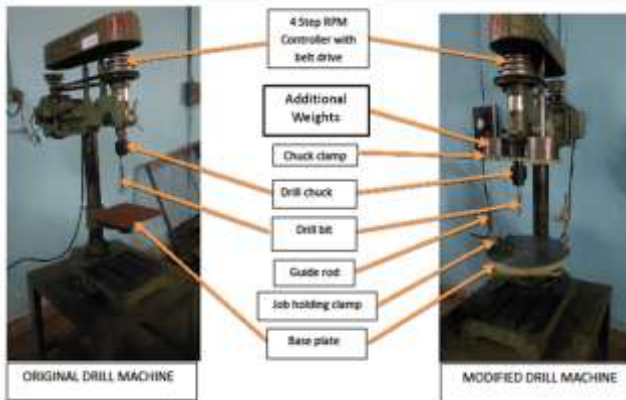 4 Step RPM
Controller with
belt drive
Additional
Weights
Chuck clamp
Drill chuck
Drill bit
Guide rod
Job holding clamp
Base plate
ORIGINAL DRILL MACHINE
MODIFIED DRILL MACHINE